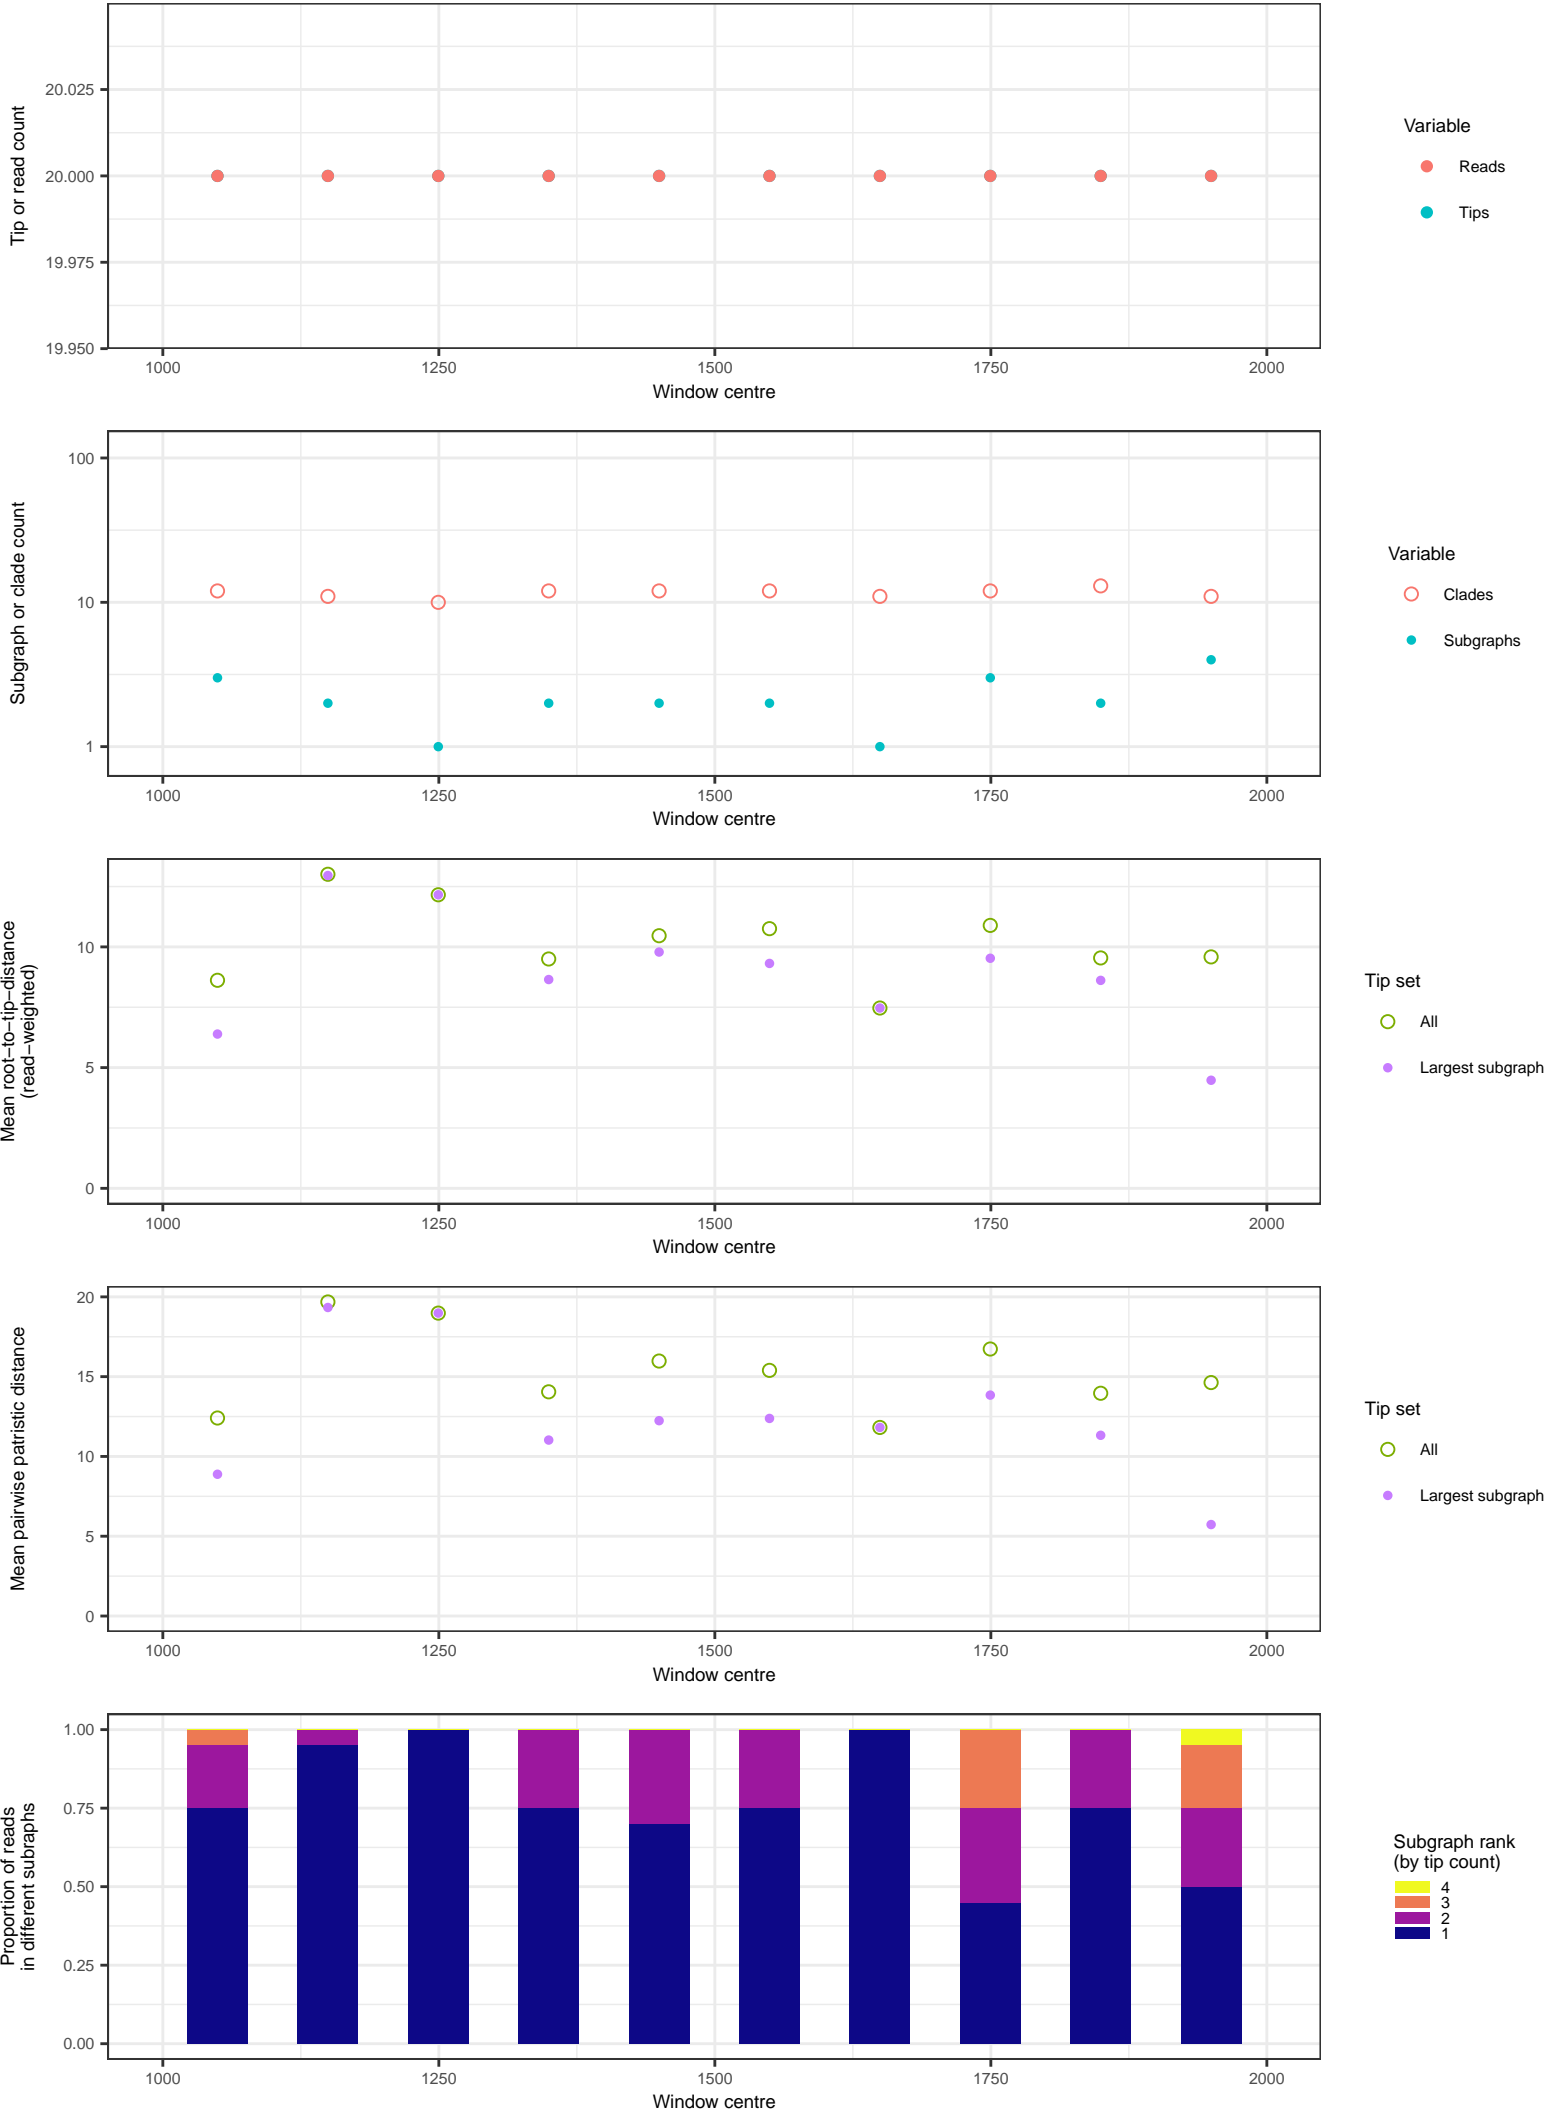 Tip or read count
20.025
20.000
19.975
19.950
1000 1250 1500 1750 2000
Window centre
Variable
Reads
Tips
Subgraph or clade count
100
10
1
1000 1250 1500 1750 2000
Window centre
Variable
Clades
Subgraphs
Mean root−to−tip−distance
(read−weighted)
10
5
0
1000 1250 1500 1750 2000
Window centre
Tip set
All
Largest subgraph
Mean pairwise patristic distance
20
15
10
5
0
1000 1250 1500 1750 2000
Window centre
Tip set
All
Largest subgraph
Proportion of reads
in different subraphs
1.00
0.75
0.50
0.25
0.00
1000 1250 1500 1750 2000
Window centre
Subgraph rank
(by tip count)
4
3
2
1